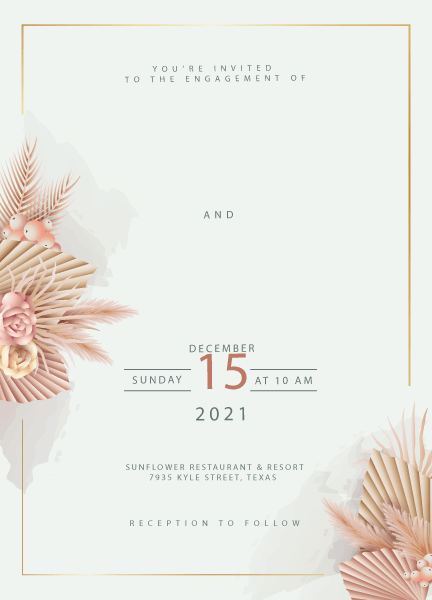 YOU'RE INVITED
TO THE ENGAGEMENT OF
AND
DECEMBER
SUNDAY 15 AT 10 AM
2021
SUNFLOWER RESTAURANT & RESORT
7935 KYLE STREET, TEXAS
RECEPTION TO FOLLOW